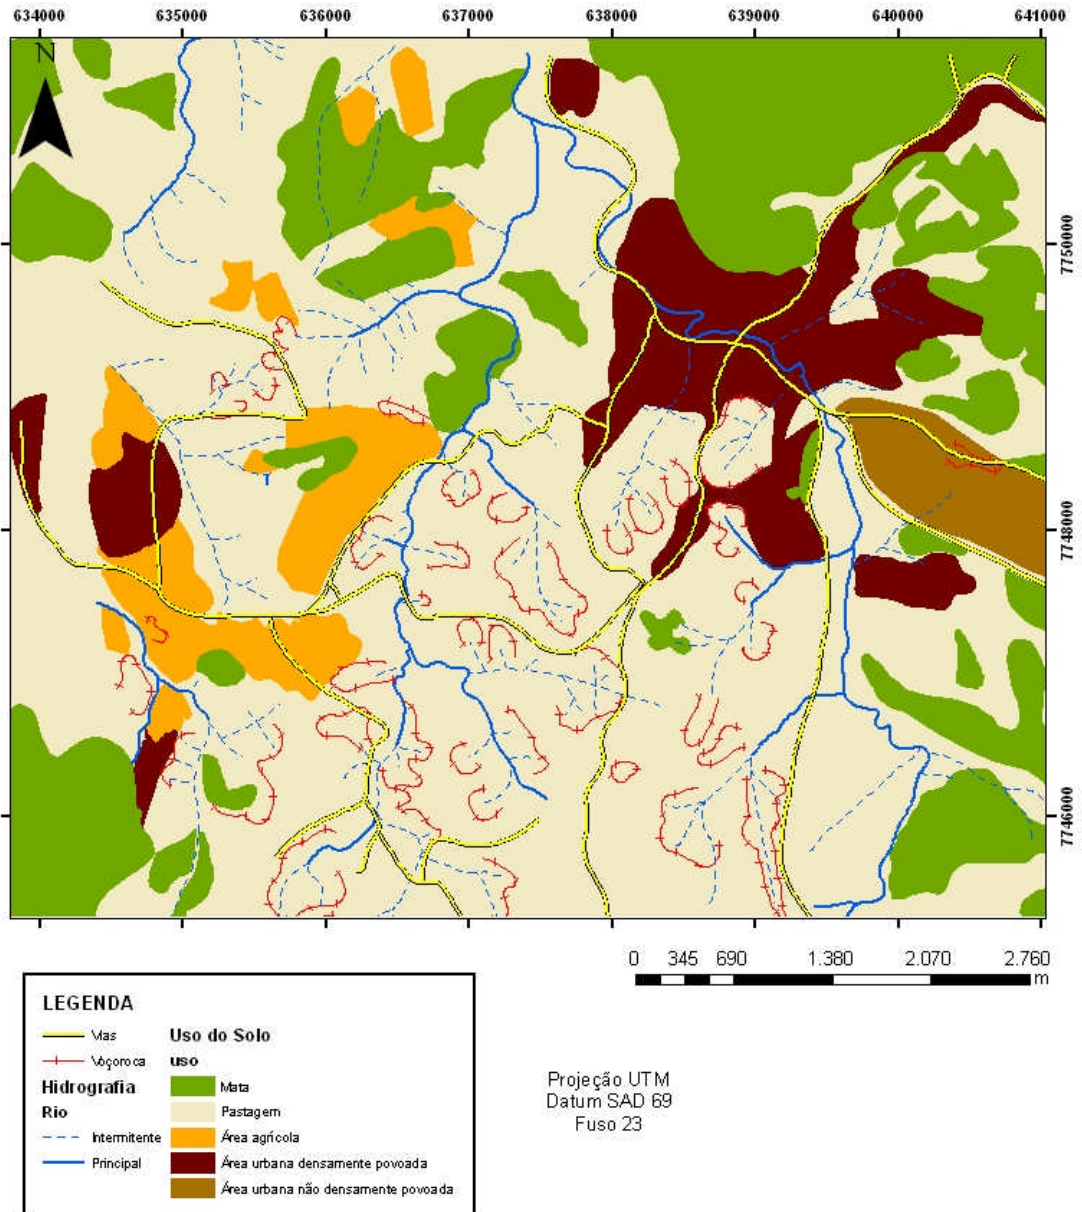 634000 635000 636000 637000 638000 639000 640000 641000
N
7750000
7748000
7746000
0 345 690 1.380 2.070 2.760
m
LEGENDA
Vias
Voçoroca
Hidrografia
Rio
Intermitente
Principal
Uso do Solo
uso
Mata
Pastagem
Área agrícola
Área urbana densamente povoada
Área urbana não densamente povoada
Projeção UTM
Datum SAD 69
Fuso 23